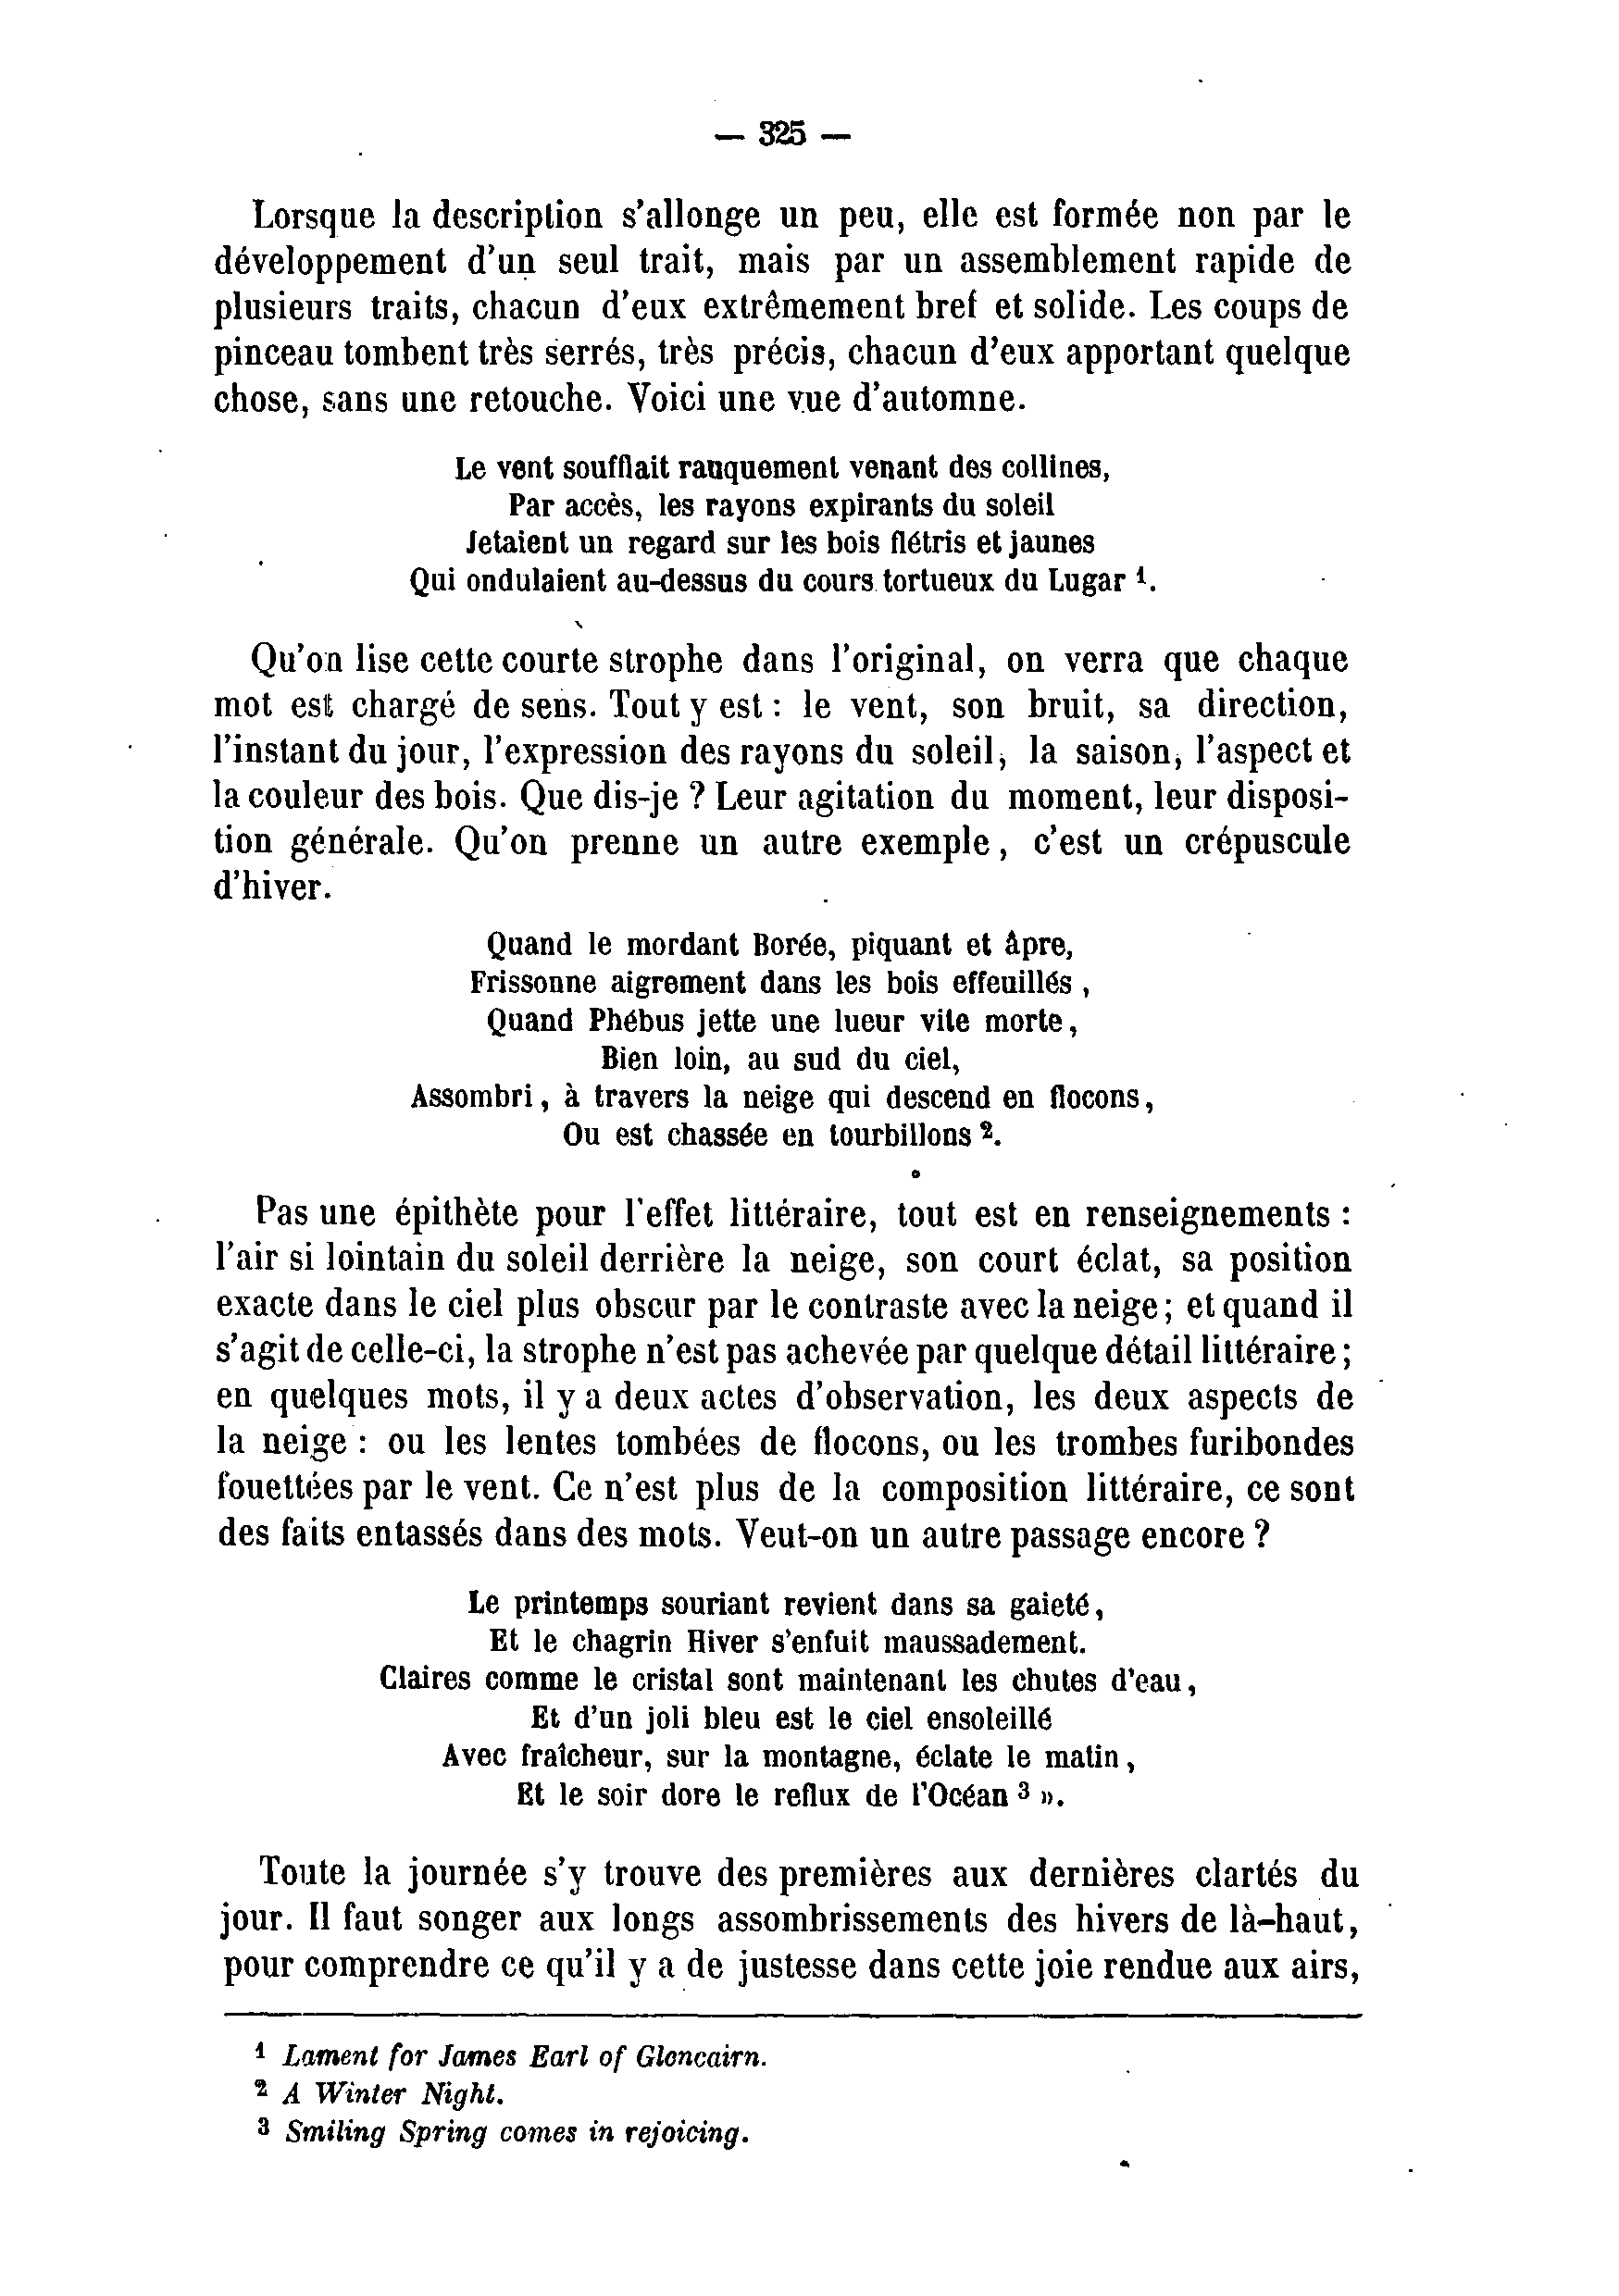 — 325 —
Lorsque la description s'allonge un peu, elle est formée non par le
développement d'un seul trait, mais par un assemblement rapide de
plusieurs traits, chacun d'eux extrêmement bref et solide. Les coups de
pinceau tombent très serrés, très précis, chacun d'eux apportant quelque
chose, sans une retouche. Voici une vue d'automne.
Le vent soufflait rauquement venant des collines,
Par accès, les rayons expirants du soleil
Jetaient un regard sur les bois flétris et jaunes
Qui ondulaient au-dessus du cours tortueux du Lugar ¹.
Qu'on lise cette courte strophe dans l'original, on verra que chaque
mot est chargé de sens. Tout y est : le vent, son bruit, sa direction,
l'instant du jour, l'expression des rayons du soleil, la saison, l'aspect et
la couleur des bois. Que dis-je ? Leur agitation du moment, leur disposi-
tion générale. Qu'on prenne un autre exemple, c'est un crépuscule
d'hiver.
Quand le mordant Borée, piquant et âpre,
Frissonne aigrement dans les bois effeuillés,
Quand Phébus jette une lueur vite morte,
Bien loin, au sud du ciel,
Assombri, à travers la neige qui descend en flocons,
Ou est chassée en tourbillons ².
Pas une épithète pour l'effet littéraire, tout est en renseignements :
l'air si lointain du soleil derrière la neige, son court éclat, sa position
exacte dans le ciel plus obscur par le contraste avec la neige ; et quand il
s'agit de celle-ci, la strophe n'est pas achevée par quelque détail littéraire ;
en quelques mots, il y a deux actes d'observation, les deux aspects de
la neige : ou les lentes tombées de flocons, ou les trombes furibondes
fouettées par le vent. Ce n'est plus de la composition littéraire, ce sont
des faits entassés dans des mots. Veut-on un autre passage encore ?
Le printemps souriant revient dans sa gaieté,
Et le chagrin Hiver s'enfuit maussadement.
Claires comme le cristal sont maintenant les chutes d'eau,
Et d'un joli bleu est le ciel ensoleillé
Avec fraîcheur, sur la montagne, éclate le matin,
Et le soir dore le reflux de l'Océan ³ ».
Toute la journée s'y trouve des premières aux dernières clartés du
jour. Il faut songer aux longs assombrissements des hivers de là-haut,
pour comprendre ce qu'il y a de justesse dans cette joie rendue aux airs,
¹ Lament for James Earl of Glencairn.
² A Winter Night.
³ Smiling Spring comes in rejoicing.